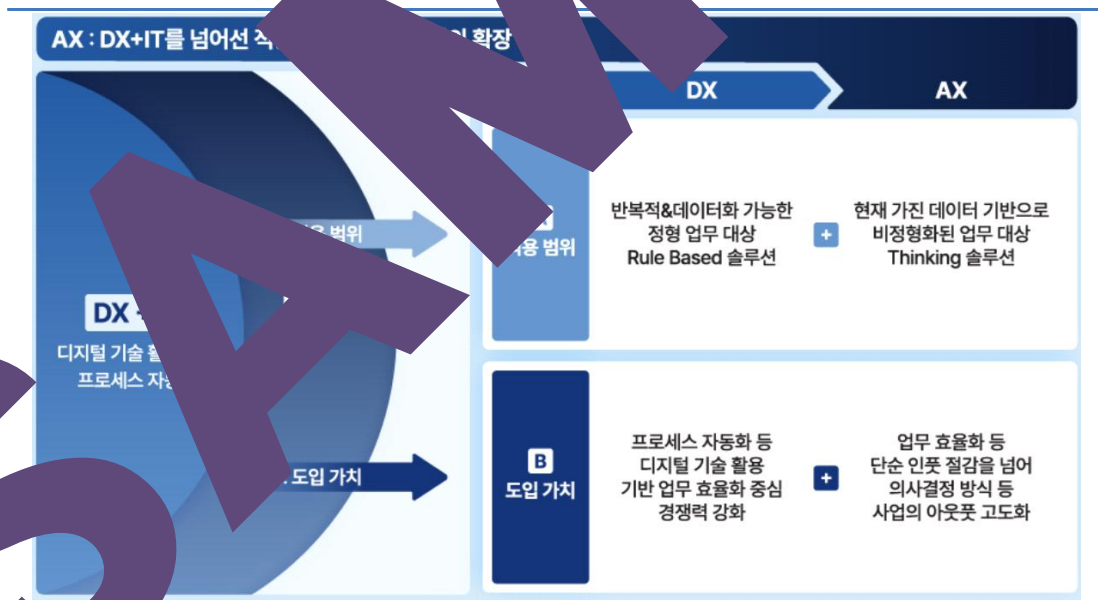 AX : DX+IT를 넘어선
확장
DX
AX
범위
용 범위
반복적&데이터화 가능한
정형 업무 대상
Rule Based 솔루션
+
현재 가진 데이터 기반으로
비정형화된 업무 대상
Thinking 솔루션
DX
디지털 기술
프로세스
도입 가치
B
도입 가치
프로세스 자동화 등
디지털 기술 활용
기반 업무 효율화 중심
경쟁력 강화
+
업무 효율화 등
단순 인풋 절감을 넘어
의사결정 방식 등
사업의 아웃풋 고도화
SAM